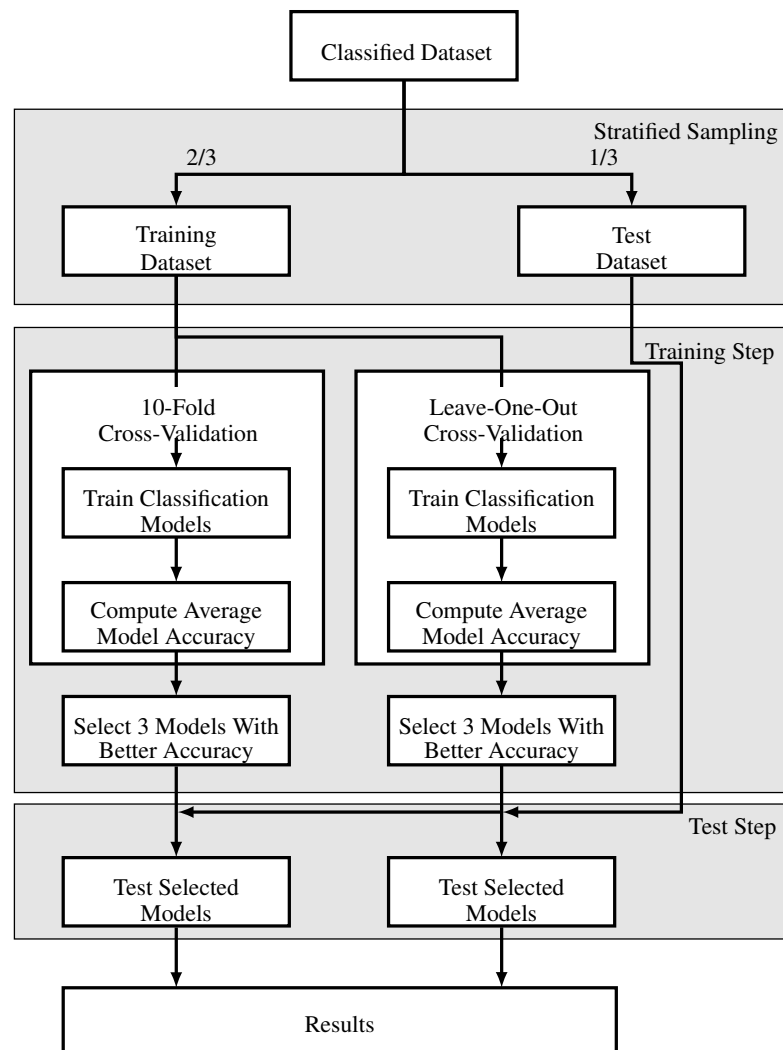 Classified Dataset
Stratified Sampling
2/3
1/3
Training
Dataset
Test
Dataset
Training Step
10-Fold
Cross-Validation
Leave-One-Out
Cross-Validation
Train Classification
Models
Train Classification
Models
Compute Average
Model Accuracy
Compute Average
Model Accuracy
Select 3 Models With
Better Accuracy
Select 3 Models With
Better Accuracy
Test Step
Test Selected
Models
Test Selected
Models
Results